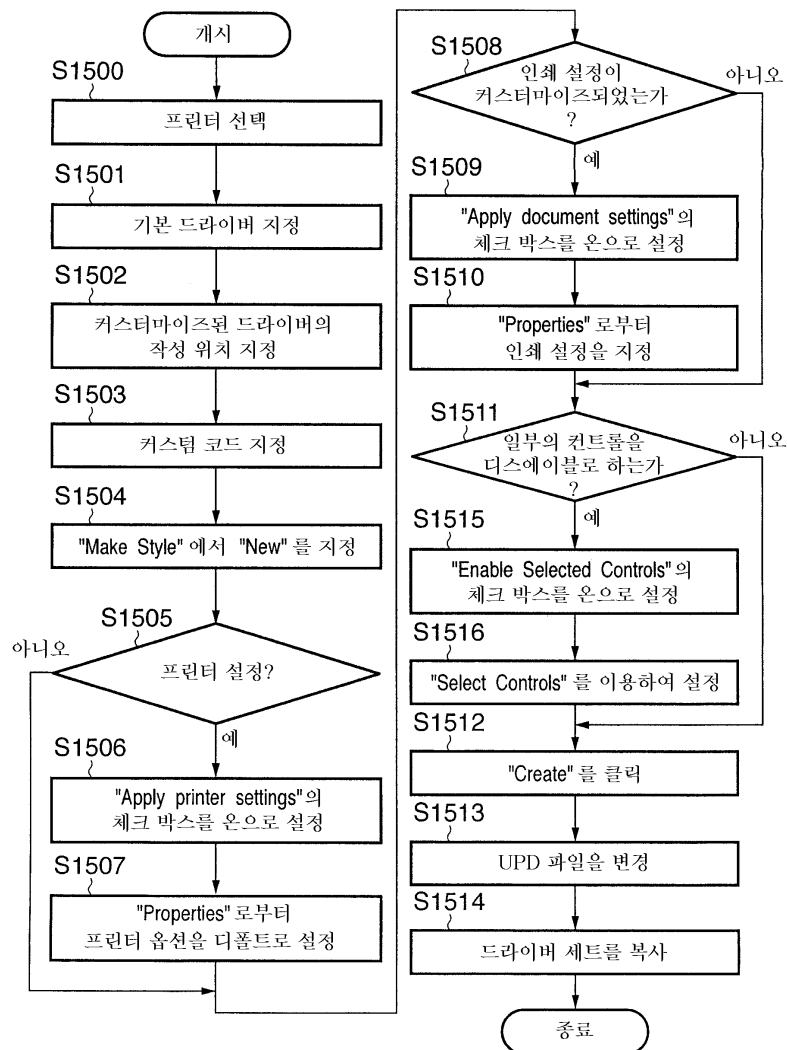 개시
S1500
프린터 선택
S1501
기본 드라이버 지정
S1502
커스터마이즈된 드라이버의
작성 위치 지정
S1503
커스텀 코드 지정
S1504
"Make Style" 에서 "New" 를 지정
S1505
아니오
프린터 설정?
예
S1506
"Apply printer settings"의
체크 박스를 온으로 설정
S1507
"Properties" 로부터
프린터 옵션을 디폴트로 설정
S1508
인쇄 설정이
커스터마이즈되었는가
?
아니오
예
S1509
"Apply document settings" 의
체크 박스를 온으로 설정
S1510
"Properties" 로부터
인쇄 설정을 지정
S1511
일부의 컨트롤을
디스에이블로 하는가
?
아니오
예
S1515
"Enable Selected Controls" 의
체크 박스를 온으로 설정
S1516
"Select Controls" 를 이용하여 설정
S1512
"Create" 를 클릭
S1513
UPD 파일을 변경
S1514
드라이버 세트를 복사
종료